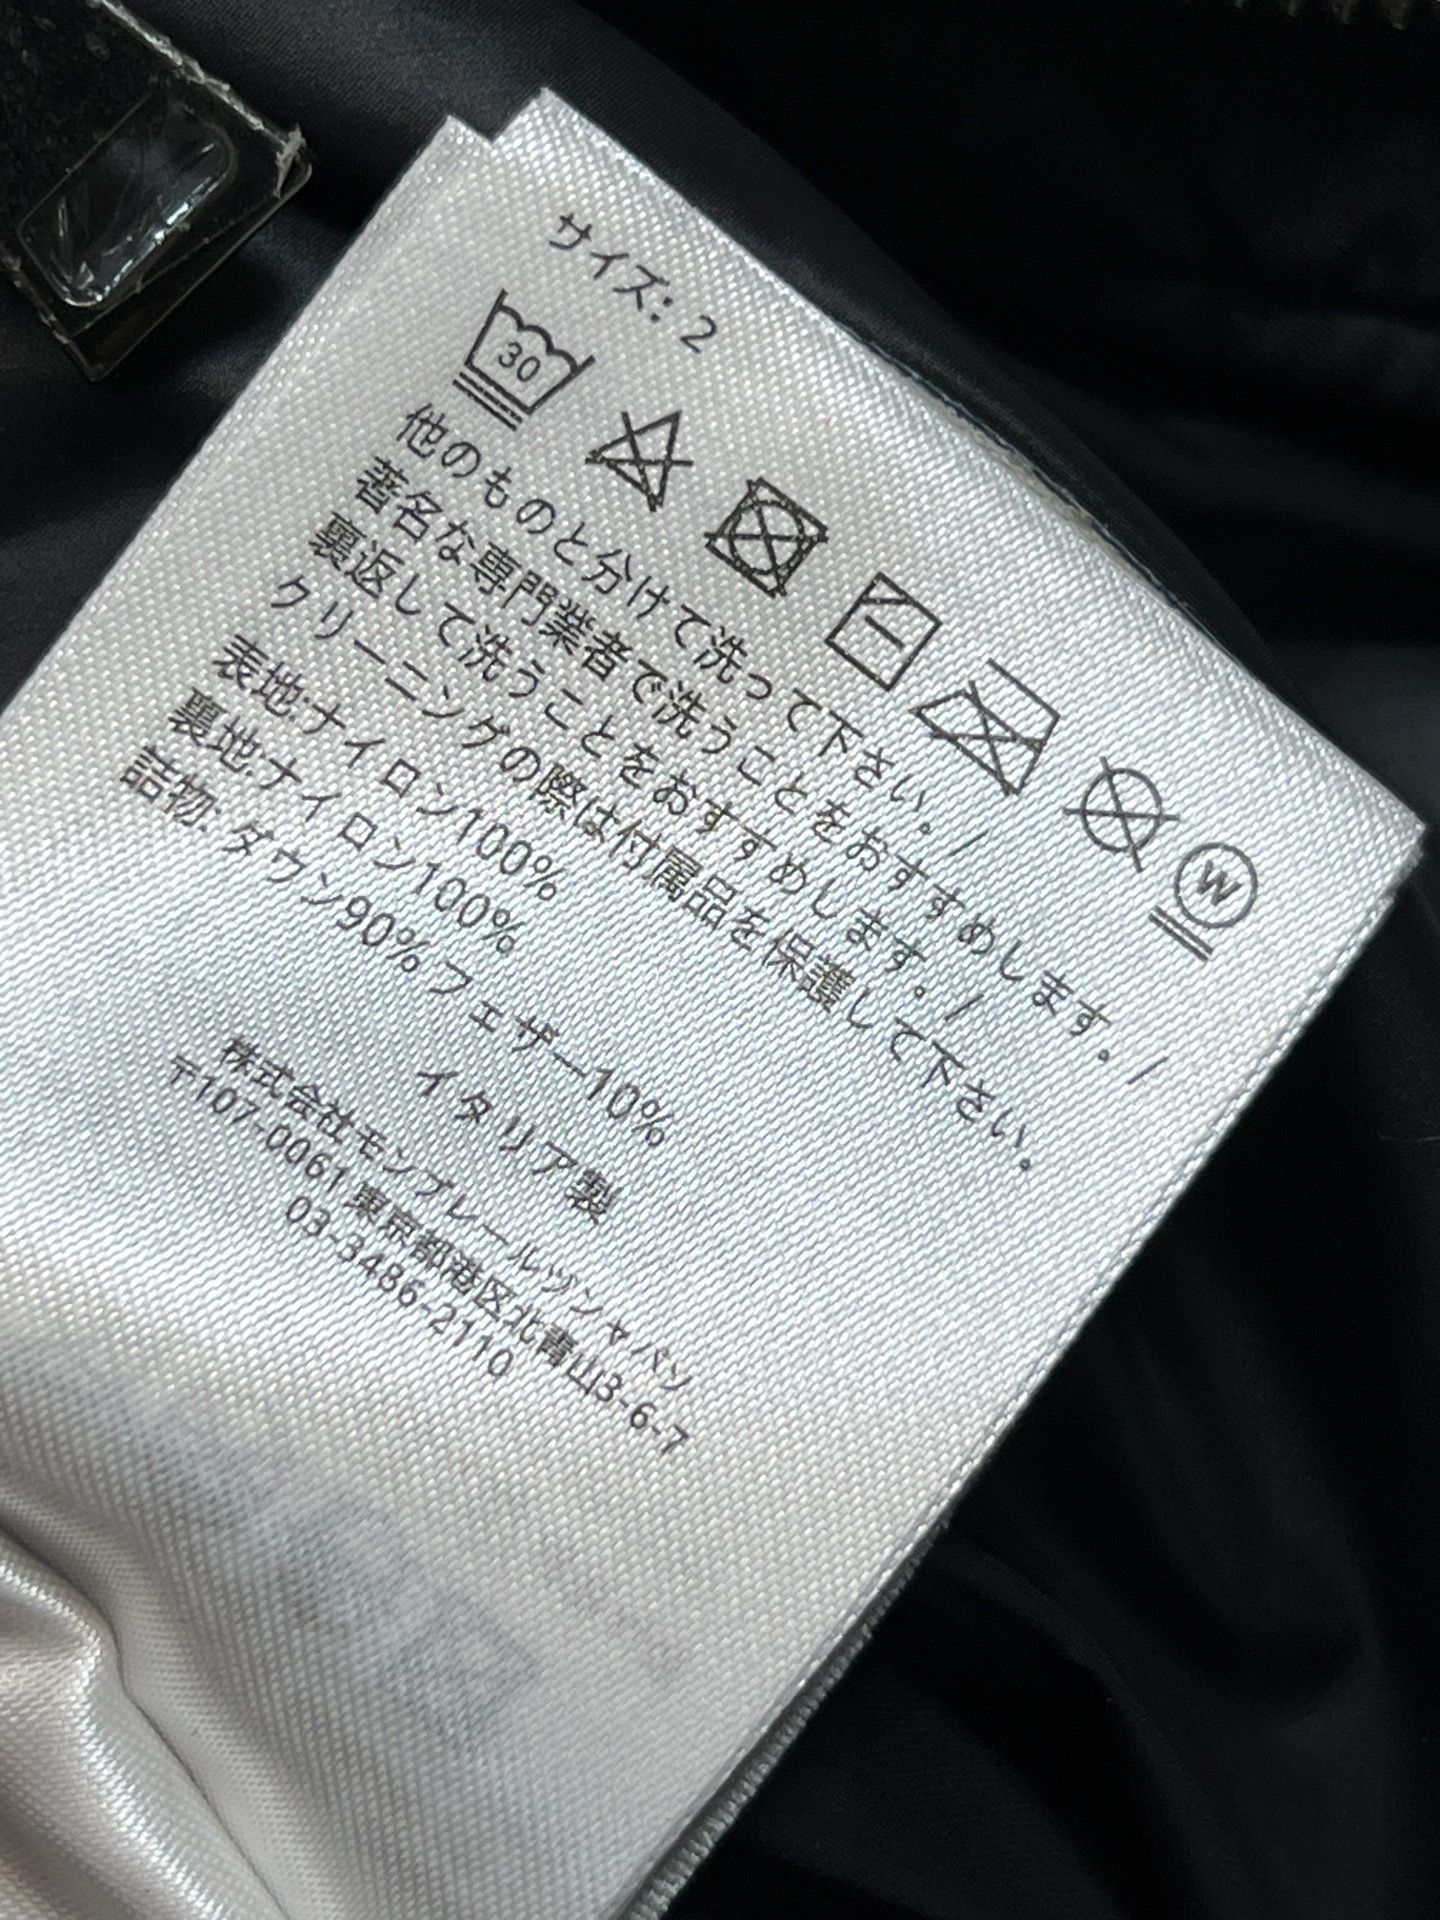 サイズ: 2
30
W
他のものと分けて洗って下さい。/
著名な専門業者で洗うことをおすすめします。/
裏返して洗うことをおすすめします。/
クリーニングの際は付属品を保護して下さい。
表地:ナイロン100%
裏地:ナイロン100%
詰物: ダウン90% フェザー10%
イタリア製
株式会社モンブレールジンャパソ
〒107-0061 東京都港区北青山3-6-7
03-3486-2110